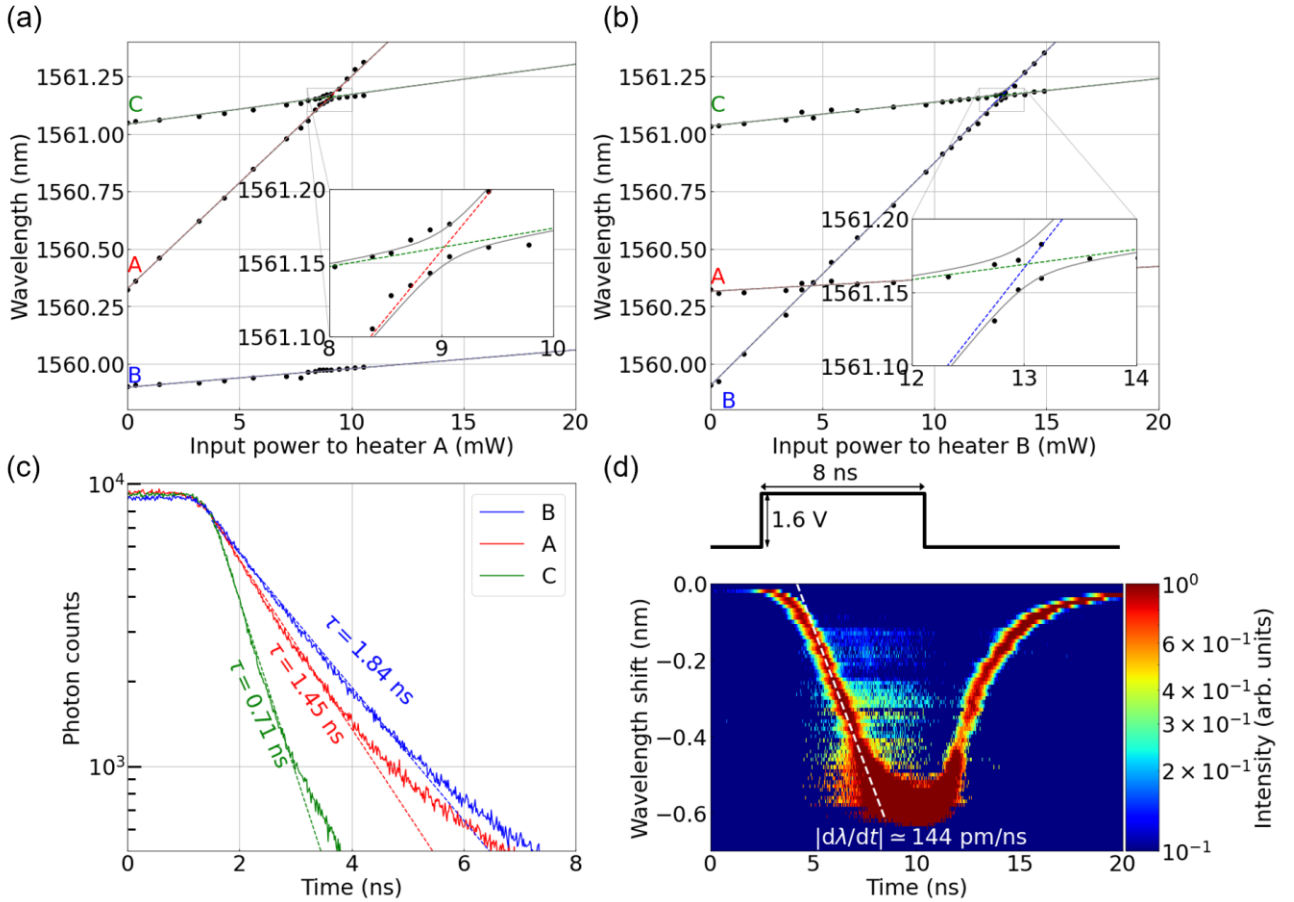 (a)
Wavelength (nm)
1561.25
1561.00
1560.75
1560.50
1560.25
1560.00
C
A
B
1561.20
1561.15
1561.10
8 9 10
0 5 10 15 20
Input power to heater A (mW)
(b)
Wavelength (nm)
1561.25
1561.00
1560.75
1560.50
1560.25
1560.00
C
A
B
1561.20
1561.15
1561.10
12 13 14
0 5 10 15 20
Input power to heater B (mW)
(c)
Photon counts
10⁴
10³
B
A
C
τ = 1.84 ns
τ = 1.45 ns
τ = 0.71 ns
0 2 4 6 8
Time (ns)
(d)
8 ns
1.6 V
Wavelength shift (nm)
0.0
−0.2
−0.4
−0.6
|dλ/dt| ≃ 144 pm/ns
0 5 10 15 20
Time (ns)
10⁰
6 × 10⁻¹
4 × 10⁻¹
3 × 10⁻¹
2 × 10⁻¹
10⁻¹
Intensity (arb. units)